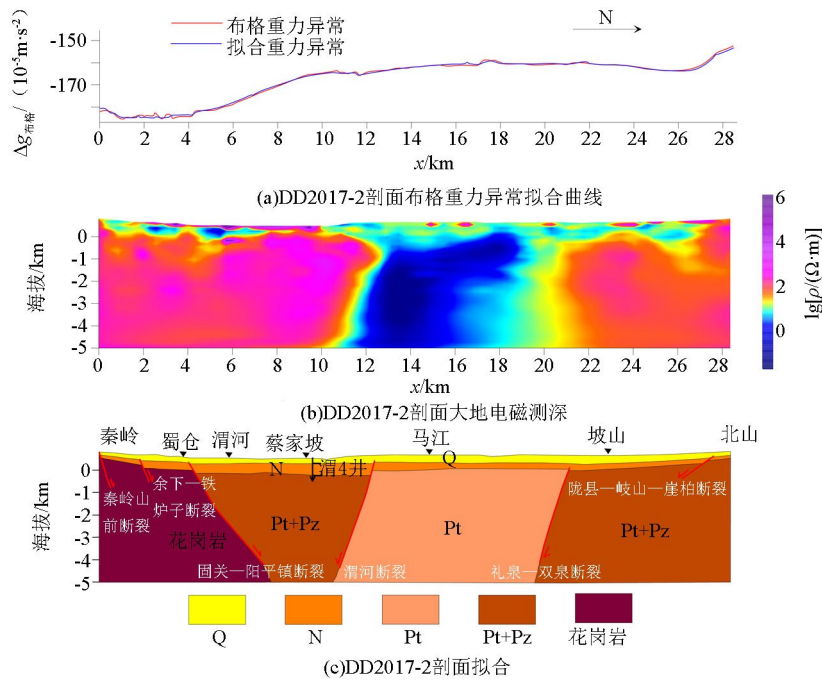 布格重力异常
拟合重力异常
N
-150
-170
Δg布格/（10-5m·s-2）
0 2 4 6 8 10 12 14 16 18 20 22 24 26 28
x/km
(a)DD2017-2剖面布格重力异常拟合曲线
海拔/km
0
-1
-2
-3
-4
-5
0 2 4 6 8 10 12 14 16 18 20 22 24 26 28
x/km
6
4
2
0
lg[ρ/(Ω·m)]
(b)DD2017-2剖面大地电磁测深
秦岭 蜀仓 渭河 蔡家坡 马江 坡山 北山
海拔/km
0
-1
-2
-3
-4
-5
N 渭4井 Q
秦岭山前断裂
余下—铁炉子断裂
花岗岩
Pt+Pz
Pt
Pt+Pz
陇县—岐山—崖柏断裂
固关—阳平镇断裂 渭河断裂 礼泉—双泉断裂
Q N Pt Pt+Pz 花岗岩
(c)DD2017-2剖面拟合